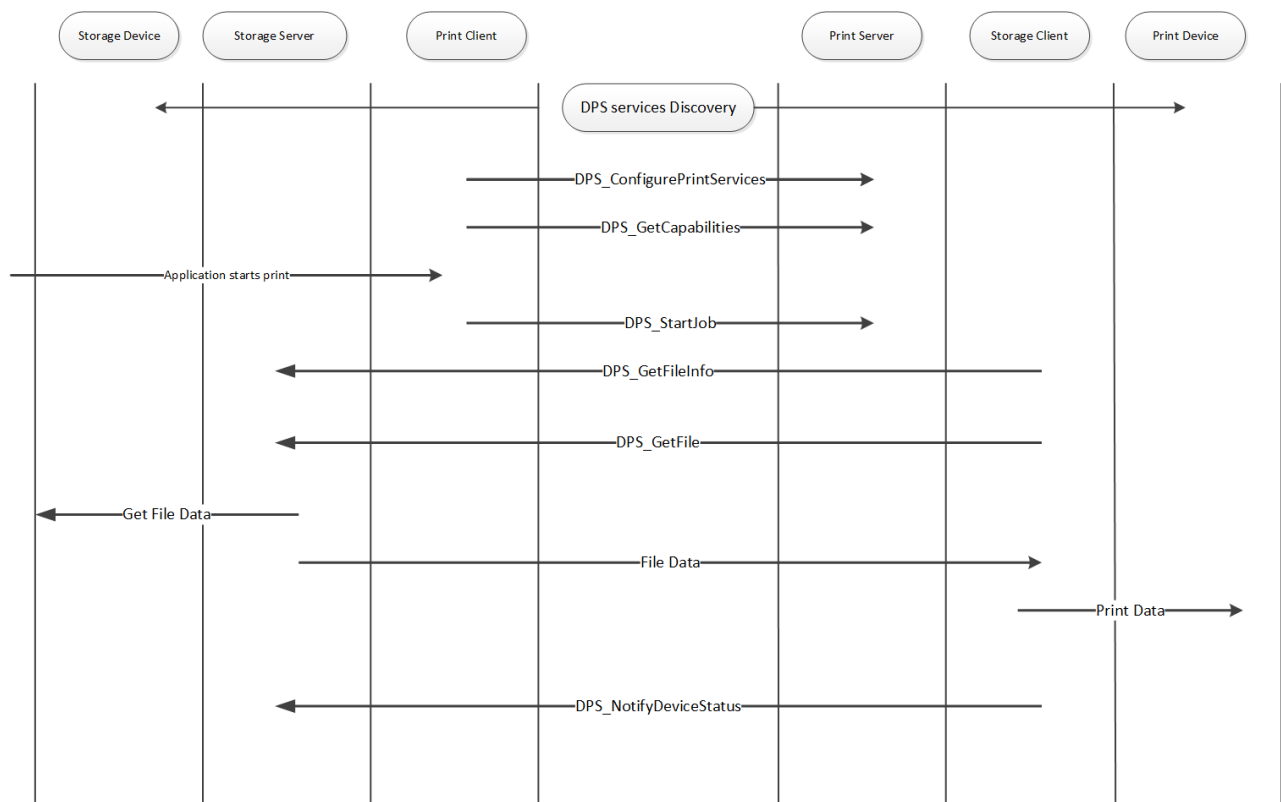 Storage Device
Storage Server
Print Client
Print Server
Storage Client
Print Device
DPS services Discovery
DPS_ConfigurePrintServices
DPS_GetCapabilities
Application starts print
DPS_StartJob
DPS_GetFileInfo
DPS_GetFile
Get File Data
File Data
Print Data
DPS_NotifyDeviceStatus